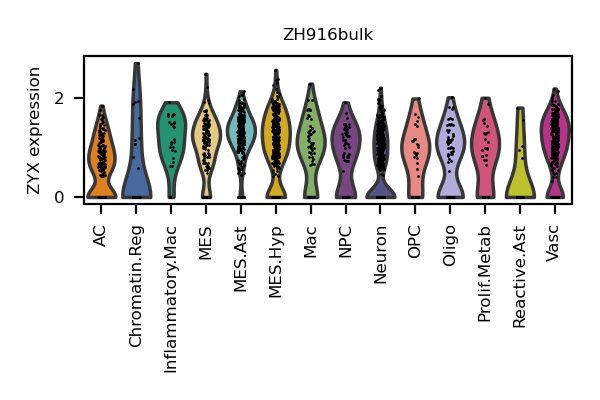 ZH916bulk
ZYX expression
2
0
AC
Chromatin.Reg
Inflammatory.Mac
MES
MES.Ast
MES.Hyp
Mac
NPC
Neuron
OPC
Oligo
Prolif.Metab
Reactive.Ast
Vasc